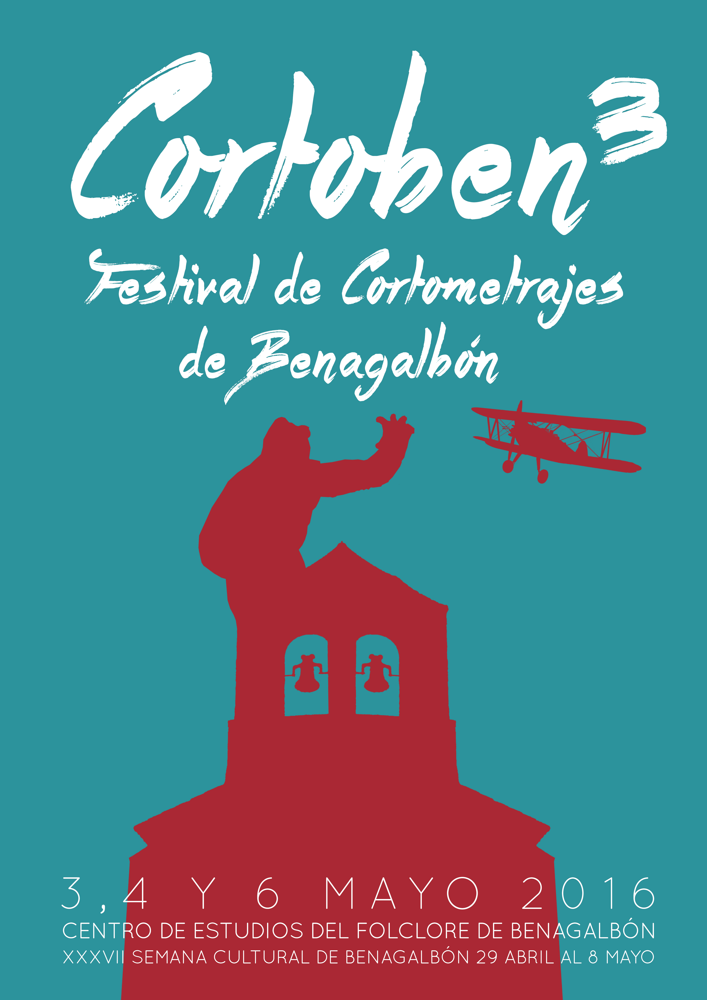 Cortoben³
Festival de Cortometrajes
de Benagalbón
3,4 Y 6 MAYO 2016
CENTRO DE ESTUDIOS DEL FOLCLORE DE BENAGALBÓN
XXXVII SEMANA CULTURAL DE BENAGALBÓN 29 ABRIL AL 8 MAYO